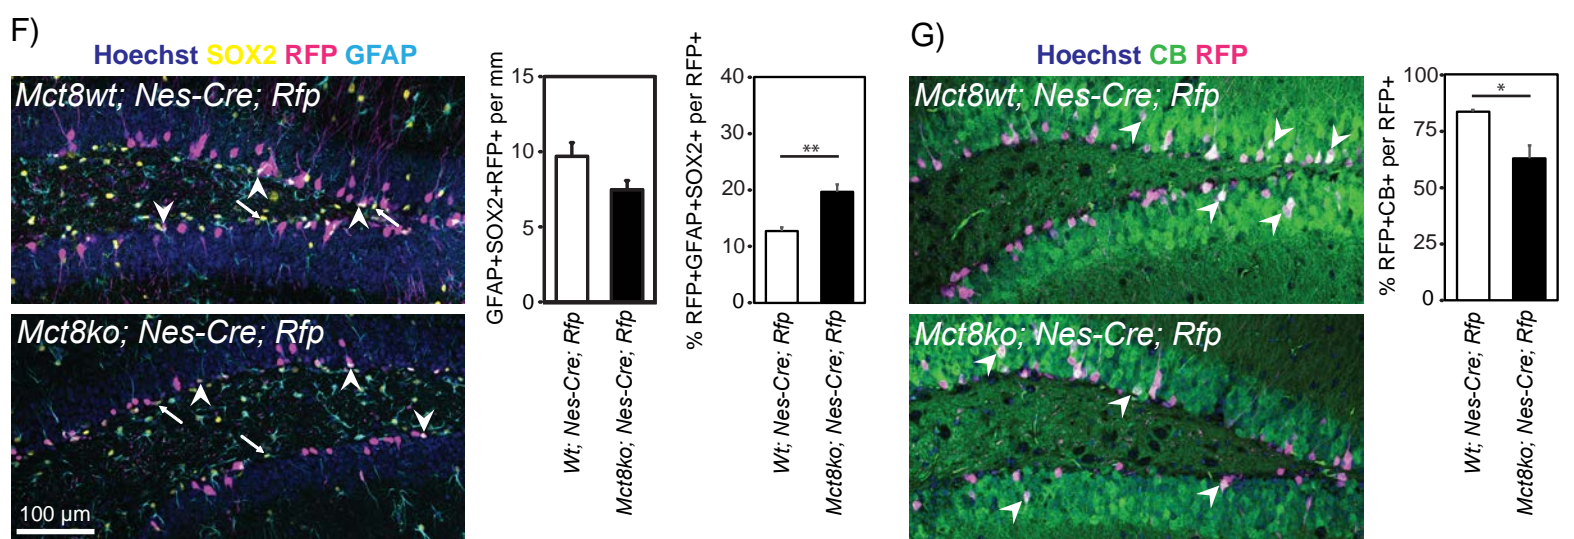 F)
Hoechst SOX2 RFP GFAP
Mct8wt; Nes-Cre; Rfp
Mct8ko; Nes-Cre; Rfp
100 µm
GFAP+SOX2+RFP+ per mm
15
10
5
0
Wt; Nes-Cre; Rfp
Mct8ko; Nes-Cre; Rfp
% RFP+GFAP+SOX2+ per RFP+
40
30
20
10
0
**
Wt; Nes-Cre; Rfp
Mct8ko; Nes-Cre; Rfp
G)
Hoechst CB RFP
Mct8wt; Nes-Cre; Rfp
Mct8ko; Nes-Cre; Rfp
% RFP+CB+ per RFP+
100
75
50
25
0
*
Wt; Nes-Cre; Rfp
Mct8ko; Nes-Cre; Rfp